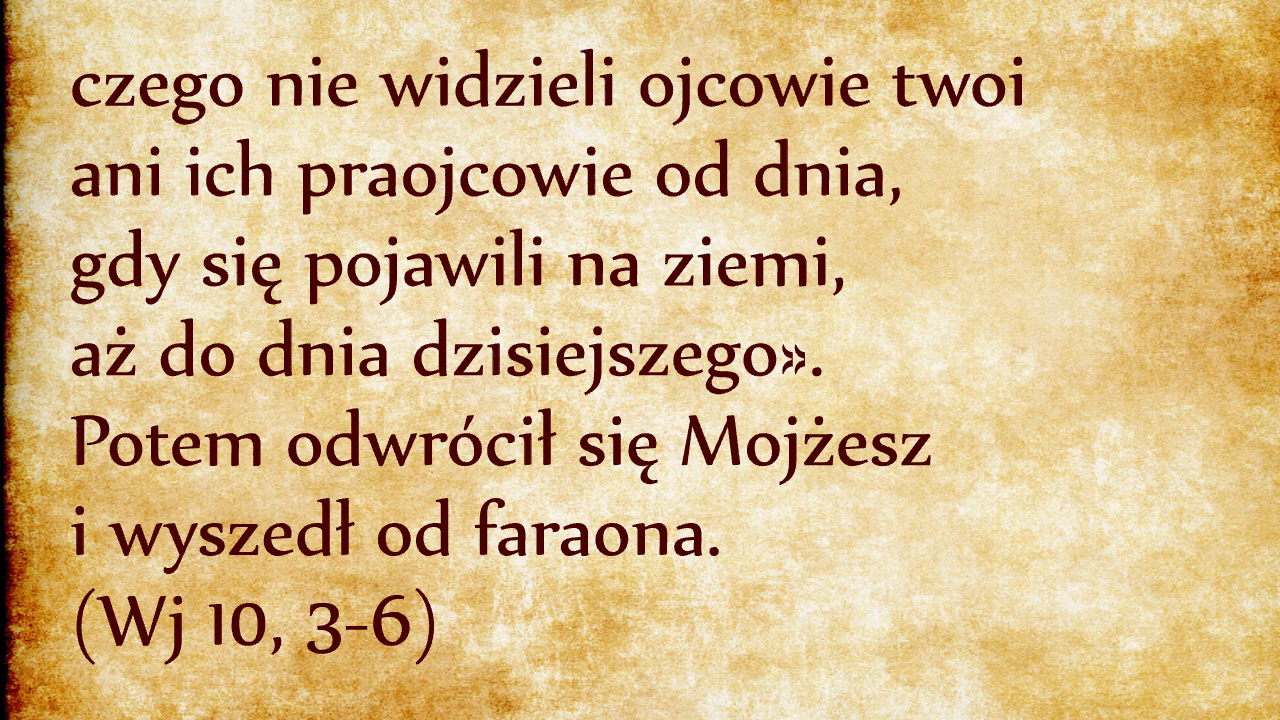 czego nie widzieli ojcowie twoi
ani ich praojcowie od dnia,
gdy się pojawili na ziemi,
aż do dnia dzisiejszego».
Potem odwrócił się Mojżesz
i wyszedł od faraona.
(Wj 10, 3-6)